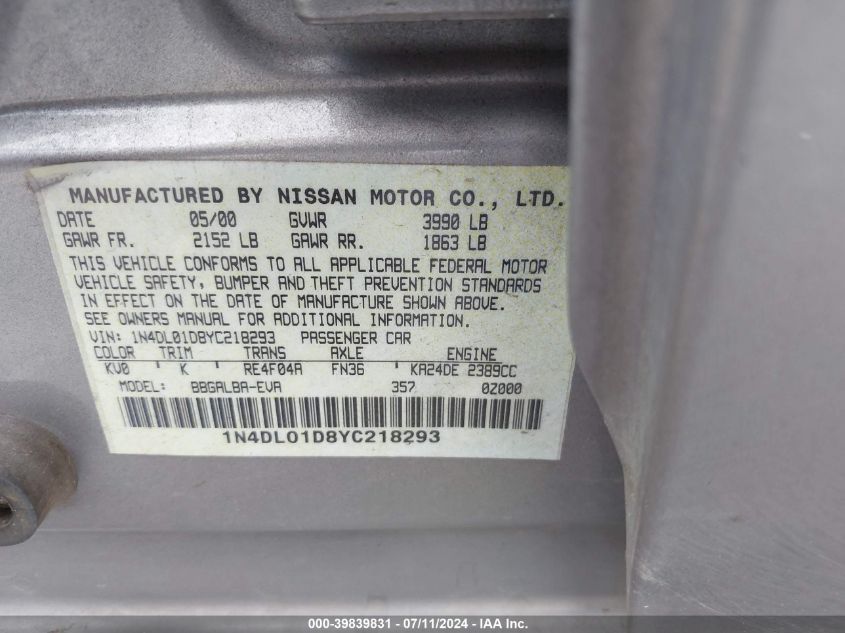 MANUFACTURED BY NISSAN MOTOR CO., LTD.
DATE 05/00 GVWR 3990 LB
GAWR FR. 2152 LB GAWR RR. 1863 LB
THIS VEHICLE CONFORMS TO ALL APPLICABLE FEDERAL MOTOR
VEHICLE SAFETY, BUMPER AND THEFT PREVENTION STANDARDS
IN EFFECT ON THE DATE OF MANUFACTURE SHOWN ABOVE.
SEE OWNERS MANUAL FOR ADDITIONAL INFORMATION.
VIN: 1N4DL01D8YC218293 PASSENGER CAR
COLOR TRIM TRANS AXLE ENGINE
KV0 K RE4F04A FN36 KA24DE 2389CC
MODEL: BBGALBA-EVA 357 0Z000
1N4DL01D8YC218293
000-39839831 - 07/11/2024 - IAA Inc.